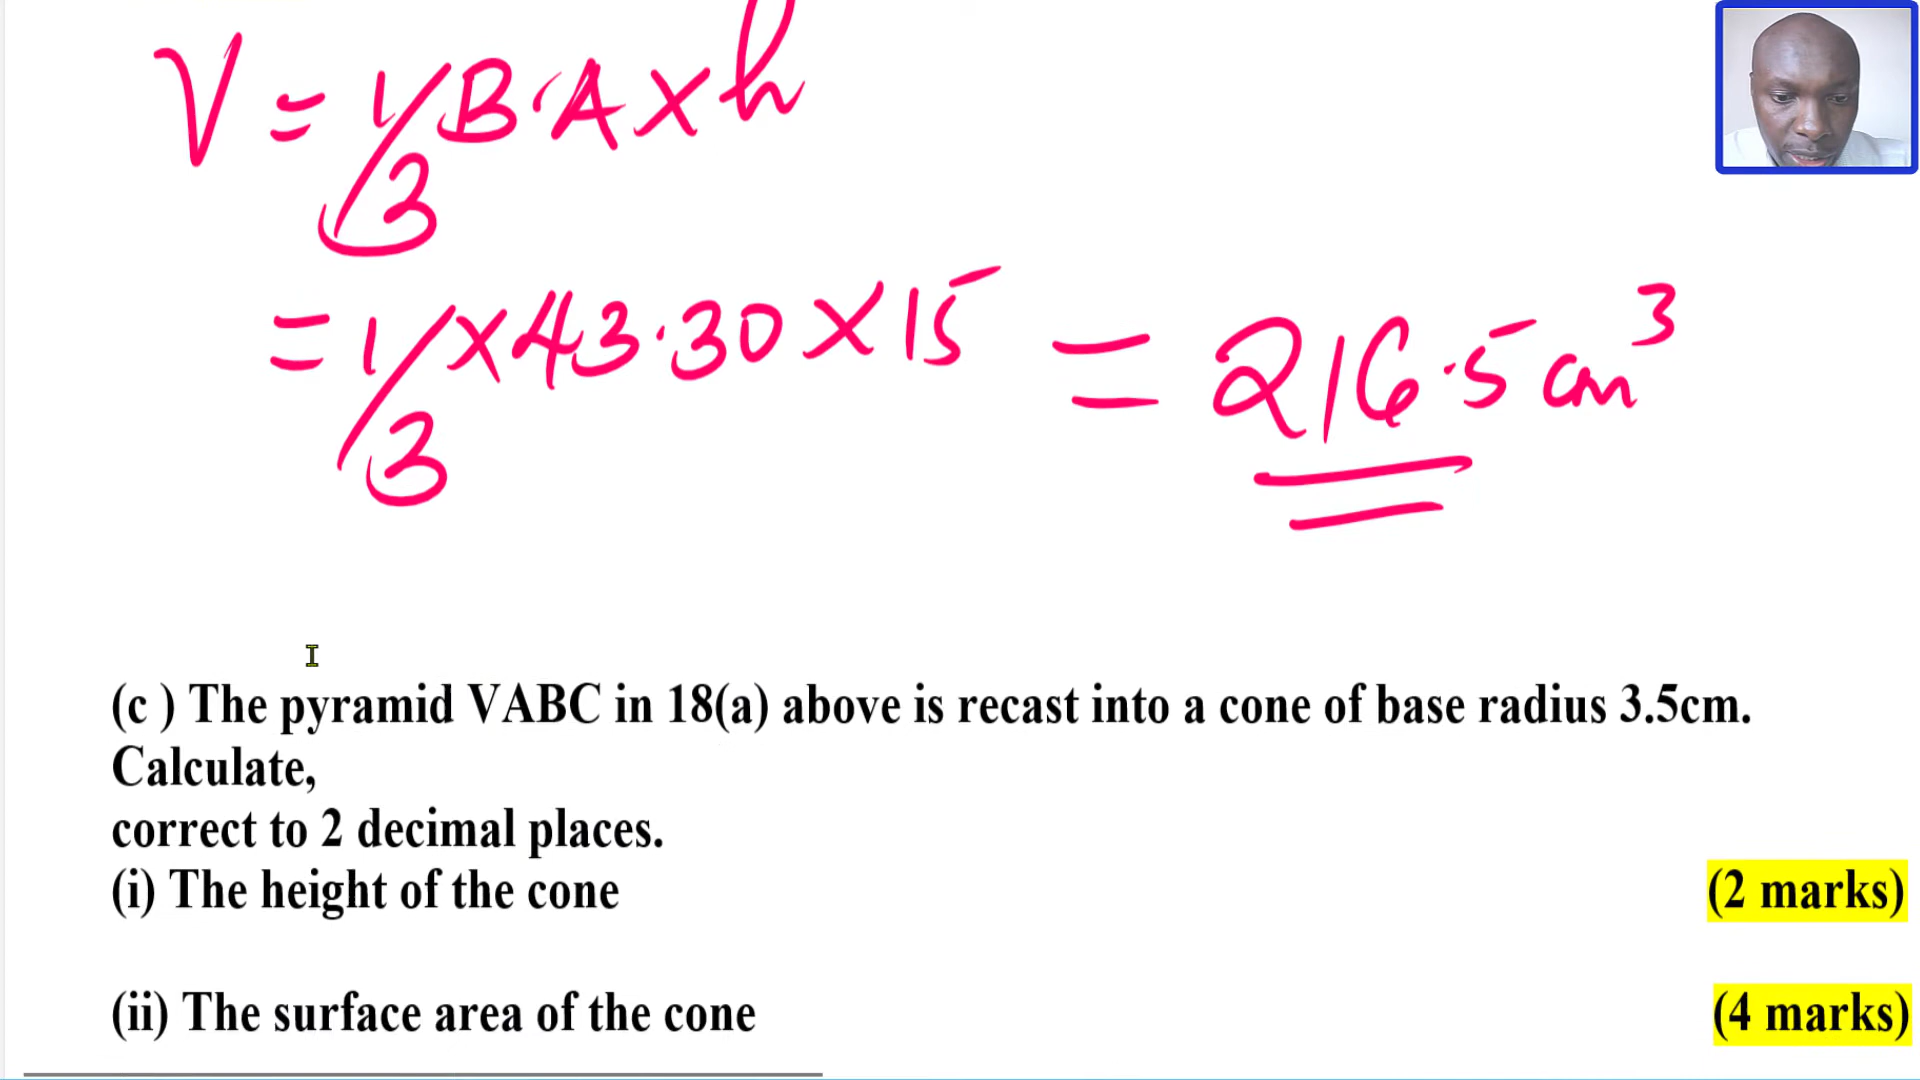 V = 1/3 B.A x h
= 1/3 x 43.30 x 15 = 216.5 cm³
(c ) The pyramid VABC in 18(a) above is recast into a cone of base radius 3.5cm.
Calculate,
correct to 2 decimal places.
(i) The height of the cone (2 marks)
(ii) The surface area of the cone (4 marks)